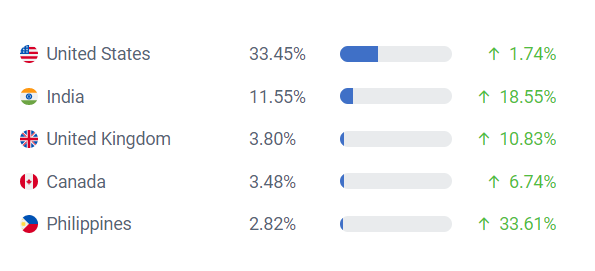 United States 33.45% ↑ 1.74%
India 11.55% ↑ 18.55%
United Kingdom 3.80% ↑ 10.83%
Canada 3.48% ↑ 6.74%
Philippines 2.82% ↑ 33.61%